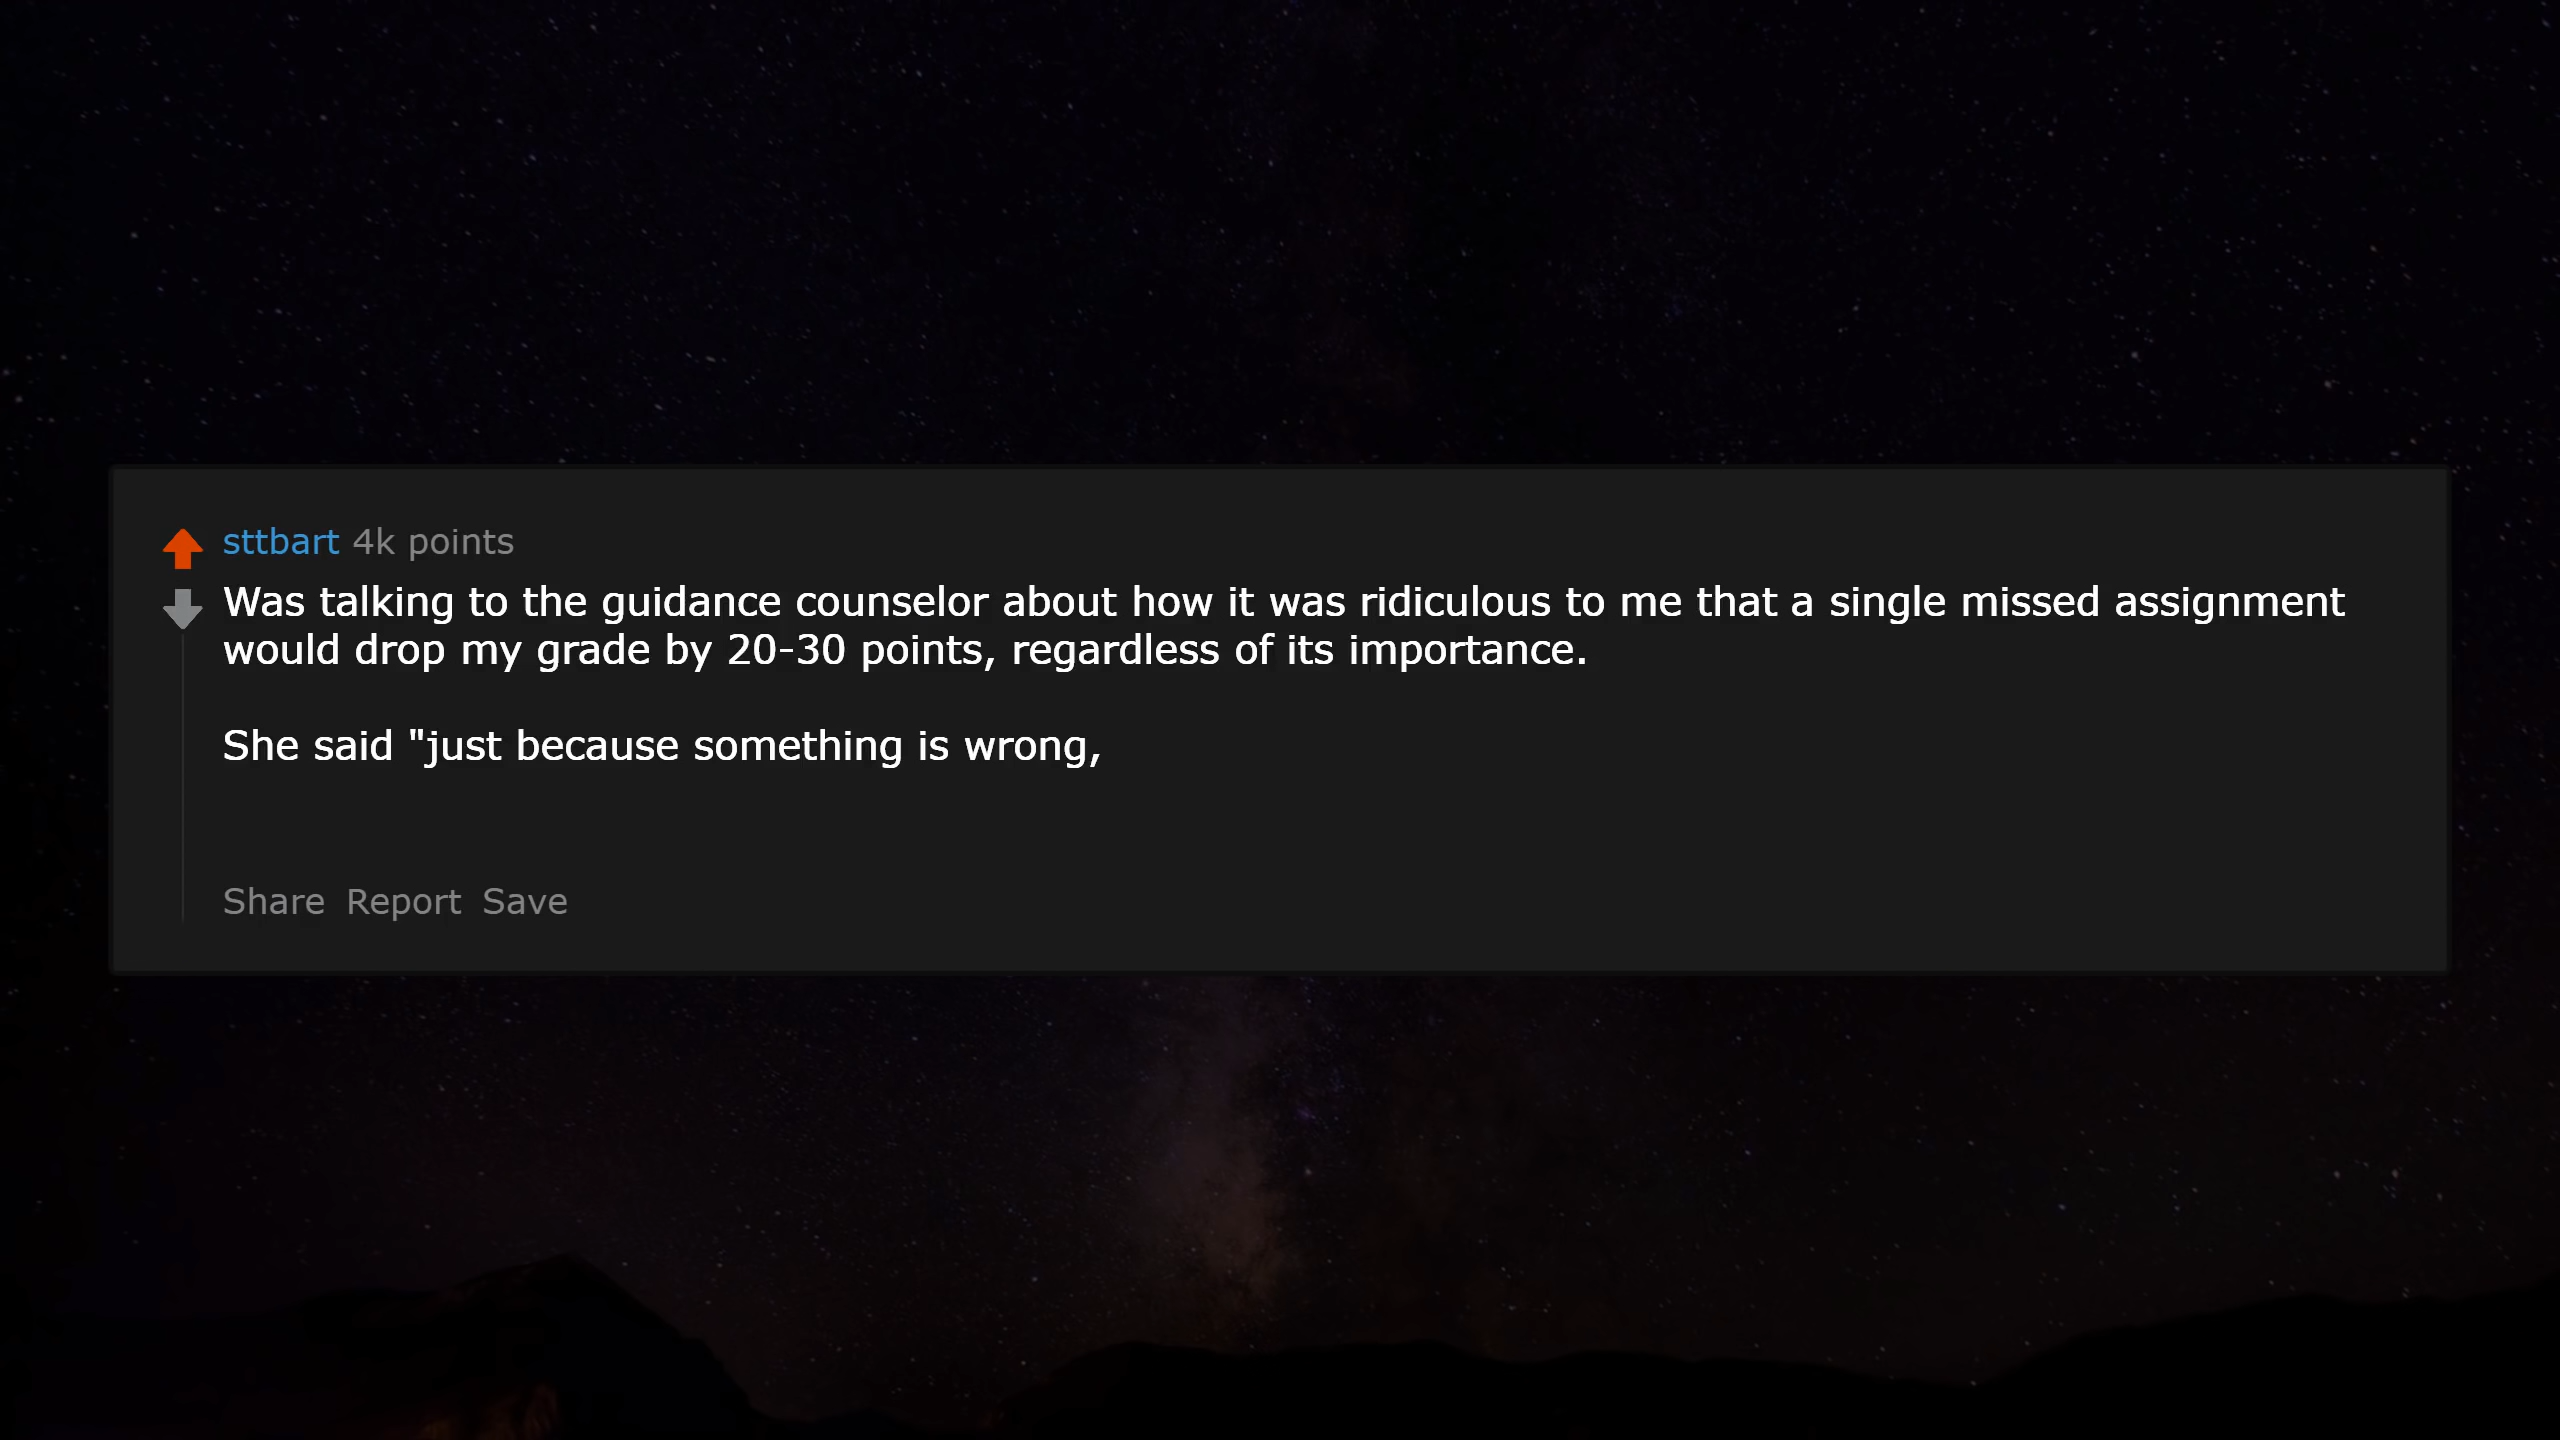 sttbart 4k points
Was talking to the guidance counselor about how it was ridiculous to me that a single missed assignment
would drop my grade by 20-30 points, regardless of its importance.
She said "just because something is wrong,
Share Report Save